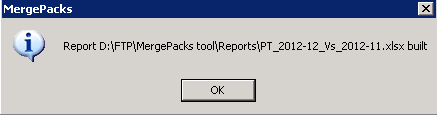 MergePacks
Report D:\FTP\MergePacks tool\Reports\PT_2012-12_Vs_2012-11.xlsx built
OK